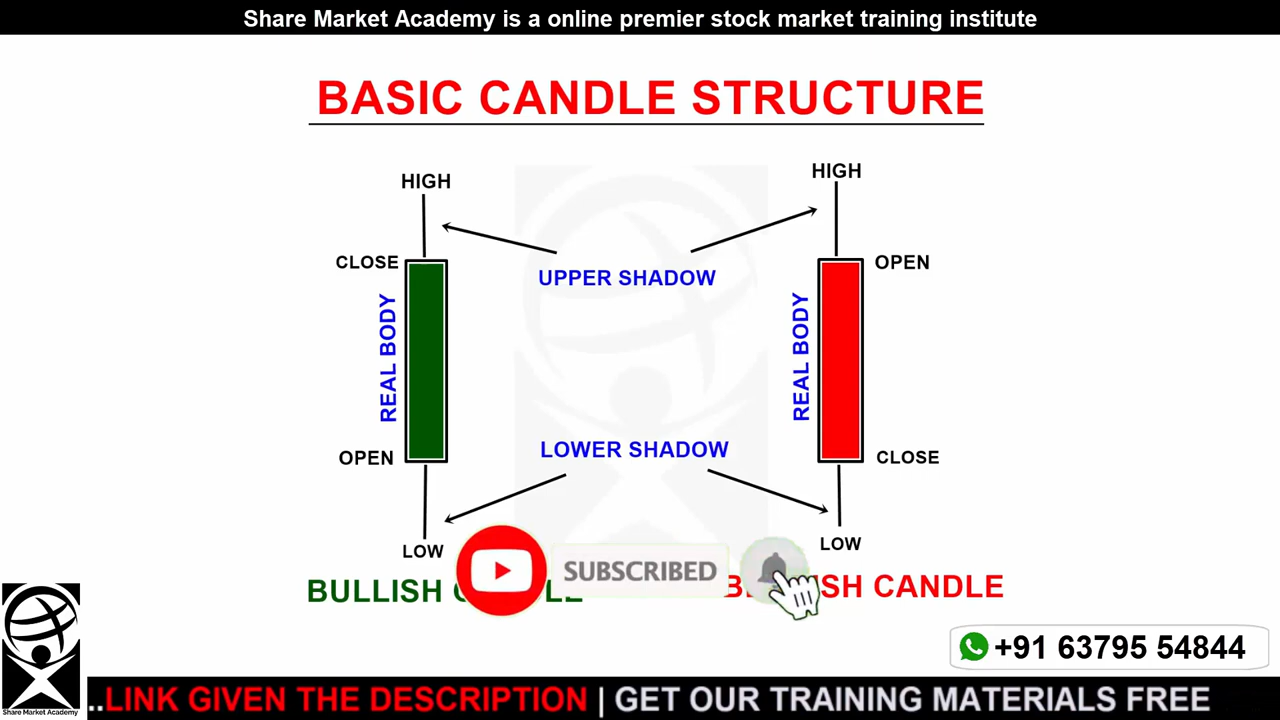 Share Market Academy is a online premier stock market training institute
BASIC CANDLE STRUCTURE
HIGH
HIGH
CLOSE
OPEN
UPPER SHADOW
REAL BODY
REAL BODY
LOWER SHADOW
OPEN
CLOSE
LOW
LOW
SUBSCRIBED
BULLISH
CANDLE
+91 63795 54844
Share Market Academy
..LINK GIVEN THE DESCRIPTION | GET OUR TRAINING MATERIALS FREE